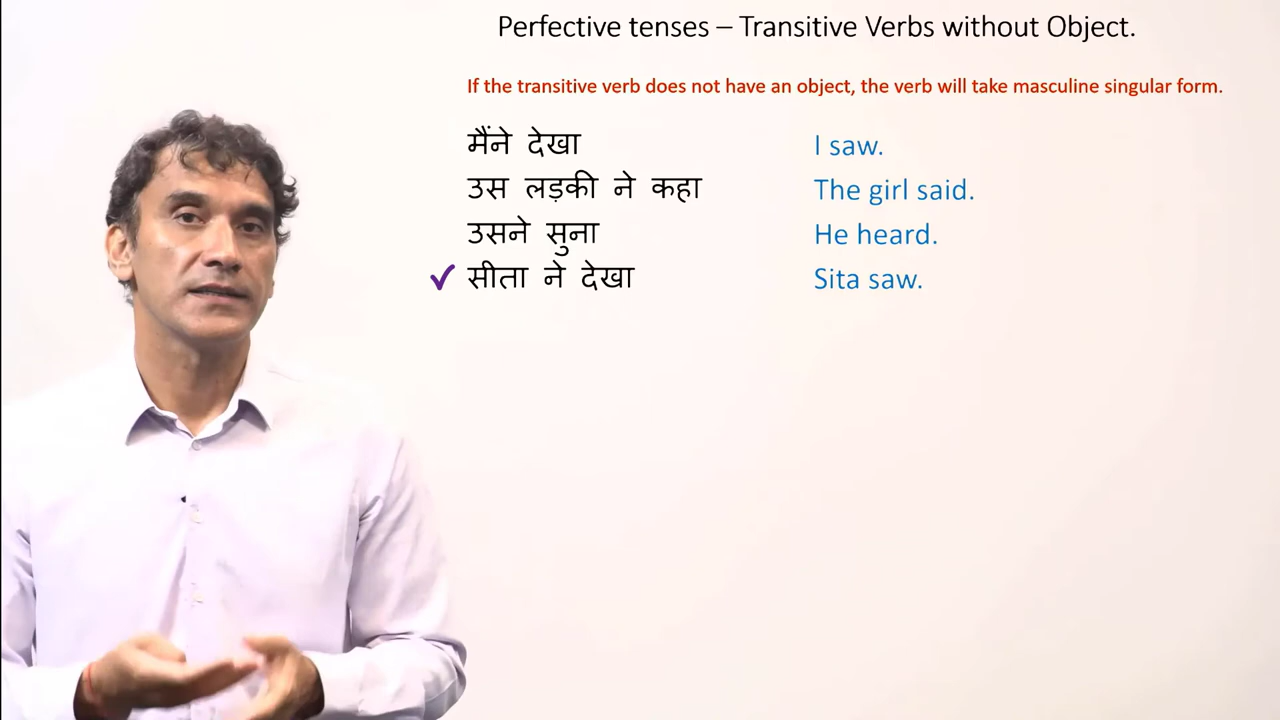 Perfective tenses – Transitive Verbs without Object.
If the transitive verb does not have an object, the verb will take masculine singular form.
मैंने देखा I saw.
उस लड़की ने कहा The girl said.
उसने सुना He heard.
✓ सीता ने देखा Sita saw.